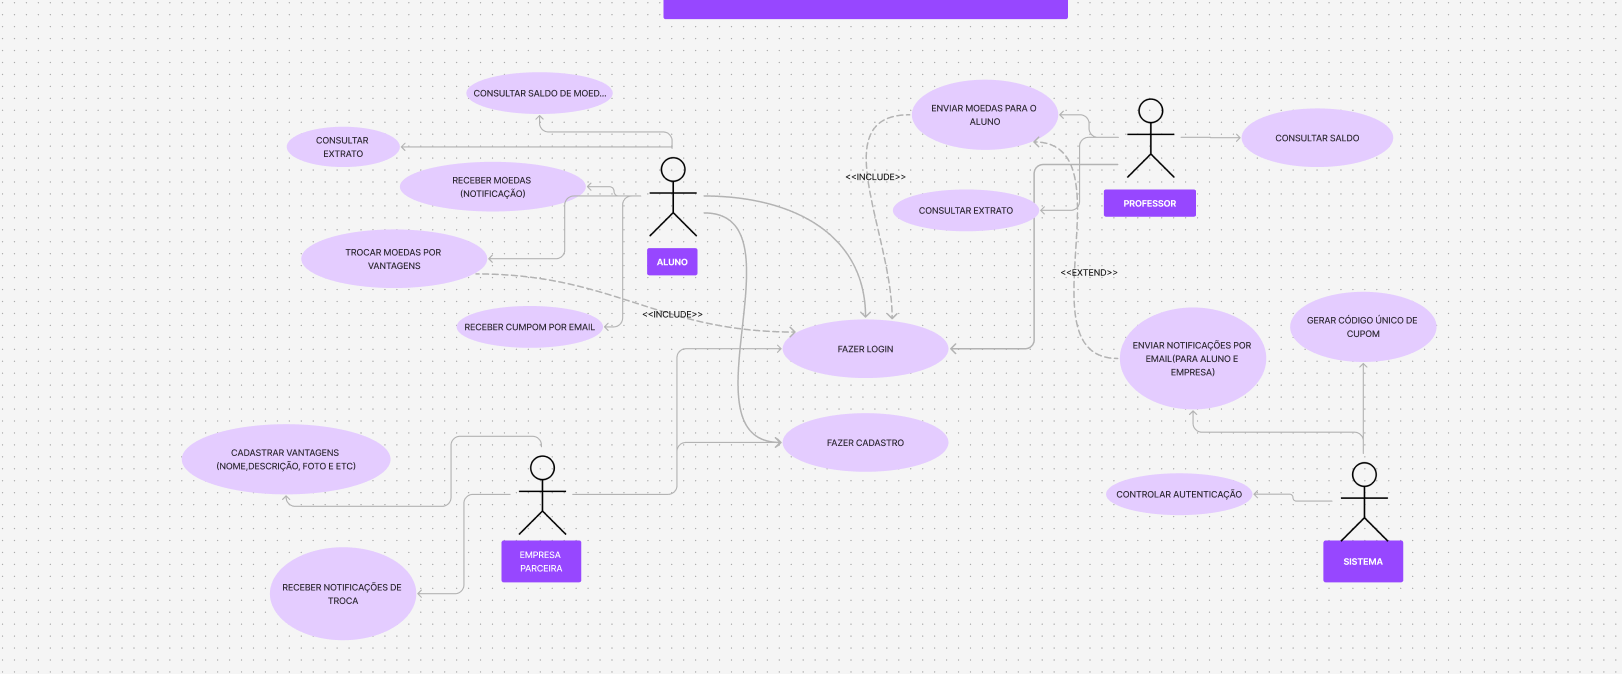 CONSULTAR SALDO DE MOED...
CONSULTAR
EXTRATO
RECEBER MOEDAS
(NOTIFICAÇÃO)
TROCAR MOEDAS POR
VANTAGENS
RECEBER CUMPOM POR EMAIL
ALUNO
<<INCLUDE>>
ENVIAR MOEDAS PARA O
ALUNO
<<INCLUDE>>
CONSULTAR EXTRATO
PROFESSOR
CONSULTAR SALDO
<<EXTEND>>
FAZER LOGIN
FAZER CADASTRO
ENVIAR NOTIFICAÇÕES POR
EMAIL(PARA ALUNO E
EMPRESA)
GERAR CÓDIGO ÚNICO DE
CUPOM
CONTROLAR AUTENTICAÇÃO
SISTEMA
CADASTRAR VANTAGENS
(NOME,DESCRIÇÃO, FOTO E ETC)
EMPRESA
PARCEIRA
RECEBER NOTIFICAÇÕES DE
TROCA